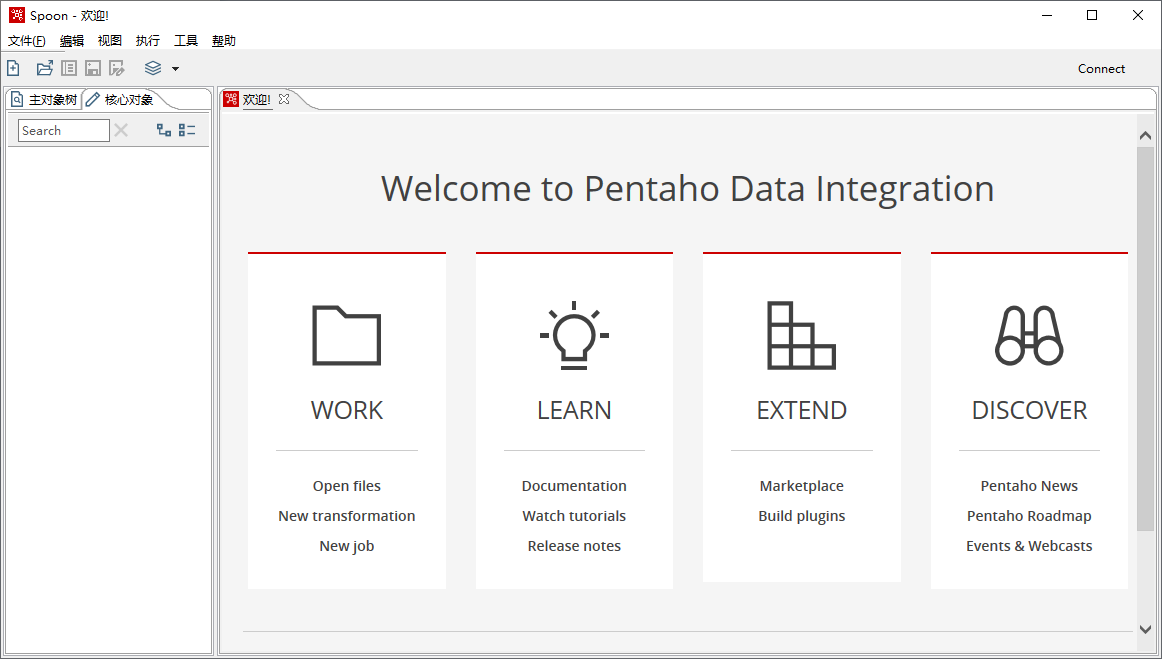 Spoon - 欢迎!
文件(F) 编辑 视图 执行 工具 帮助
Connect
主对象树 核心对象 欢迎!
Search
Welcome to Pentaho Data Integration
WORK LEARN EXTEND DISCOVER
Open files Documentation Marketplace Pentaho News
New transformation Watch tutorials Build plugins Pentaho Roadmap
New job Release notes Events & Webcasts